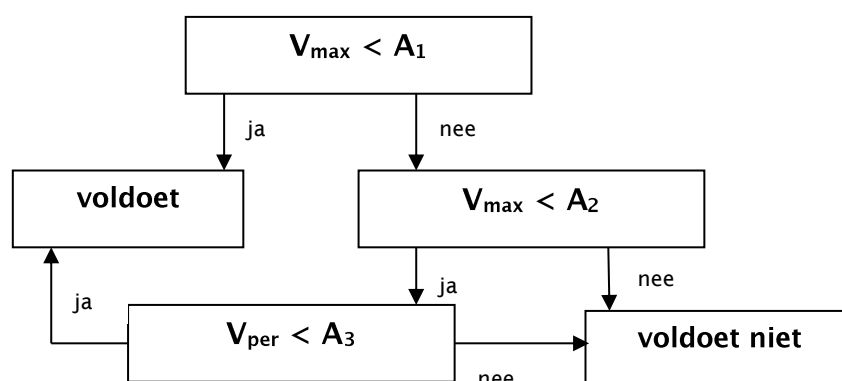 Vmax < A1
ja
nee
voldoet
Vmax < A2
ja
nee
ja
Vper < A3
voldoet niet
nee